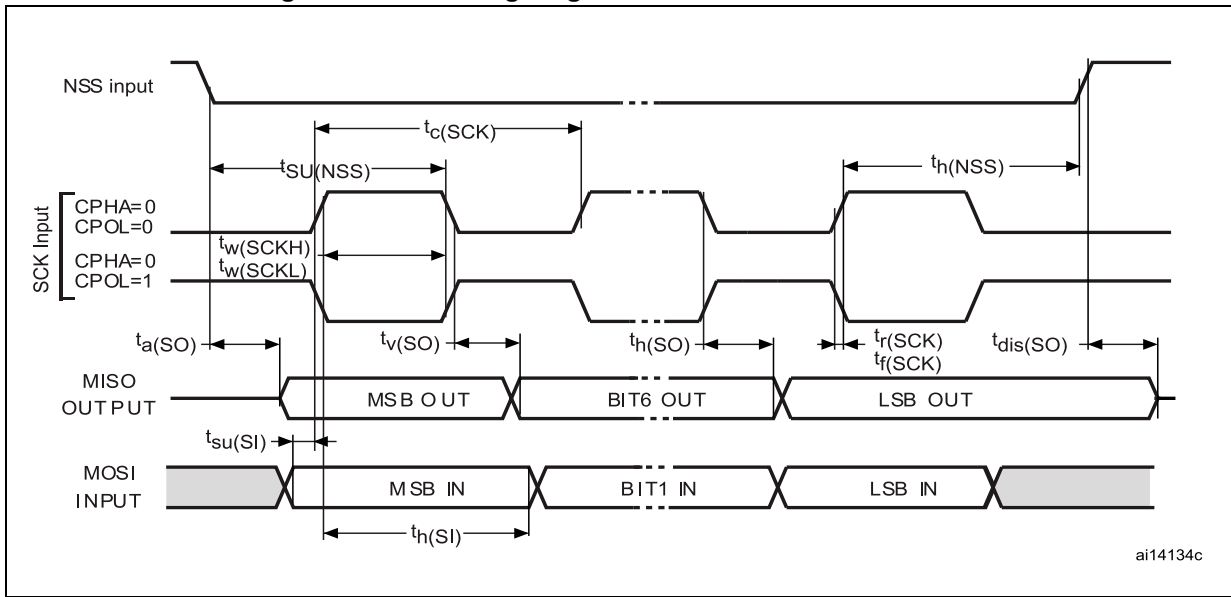 NSS input
tc(SCK)
tSU(NSS)
th(NSS)
SCK Input
CPHA=0
CPOL=0
tw(SCKH)
CPHA=0
tw(SCKL)
CPOL=1
ta(SO)
tv(SO)
th(SO)
tr(SCK)
tf(SCK)
tdis(SO)
MISO
OUTPUT
MSB OUT
BIT6 OUT
LSB OUT
tsu(SI)
MOSI
INPUT
MSB IN
BIT1 IN
LSB IN
th(SI)
ai14134c